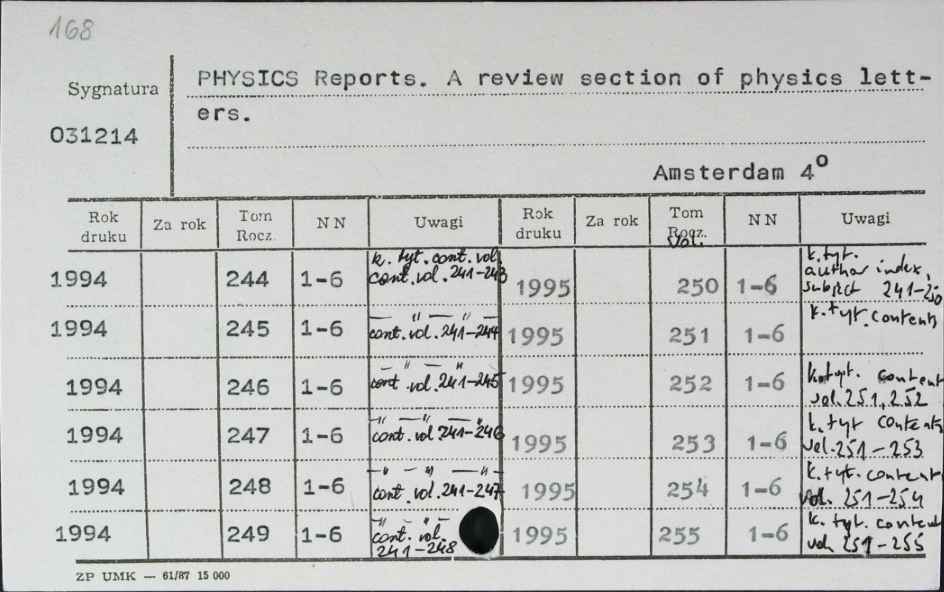 168
Sygnatura
031214
PHYSICS Reports. A review section of physics lett-
ers.
Amsterdam 4⁰
Rok druku Za rok Tom Rocz. NN Uwagi Rok druku Za rok Tom Rocz. Vol. NN Uwagi
1994 244 1-6 k. tyt. cont. vol cont. vol. 241-243 1995 250 1-6 k. tyt. author index, subject 241-250
1994 245 1-6 — " — " cont. vol. 241-244 1995 251 1-6 k. tyt. contents
1994 246 1-6 — " — " cont. vol. 241-245 1995 252 1-6 k. tyt. content vol. 251, 252
1994 247 1-6 " — " — " cont. vol 241-246 1995 253 1-6 k. tyt contents vol. 251-253
1994 248 1-6 — " — " — " cont. vol. 241-247 1995 254 1-6 k. tyt. content vol. 251-254
1994 249 1-6 — " — " — cont. vol. 241-248 1995 255 1-6 k. tyt. content vol. 251-255
ZP UMK — 61/87 15 000